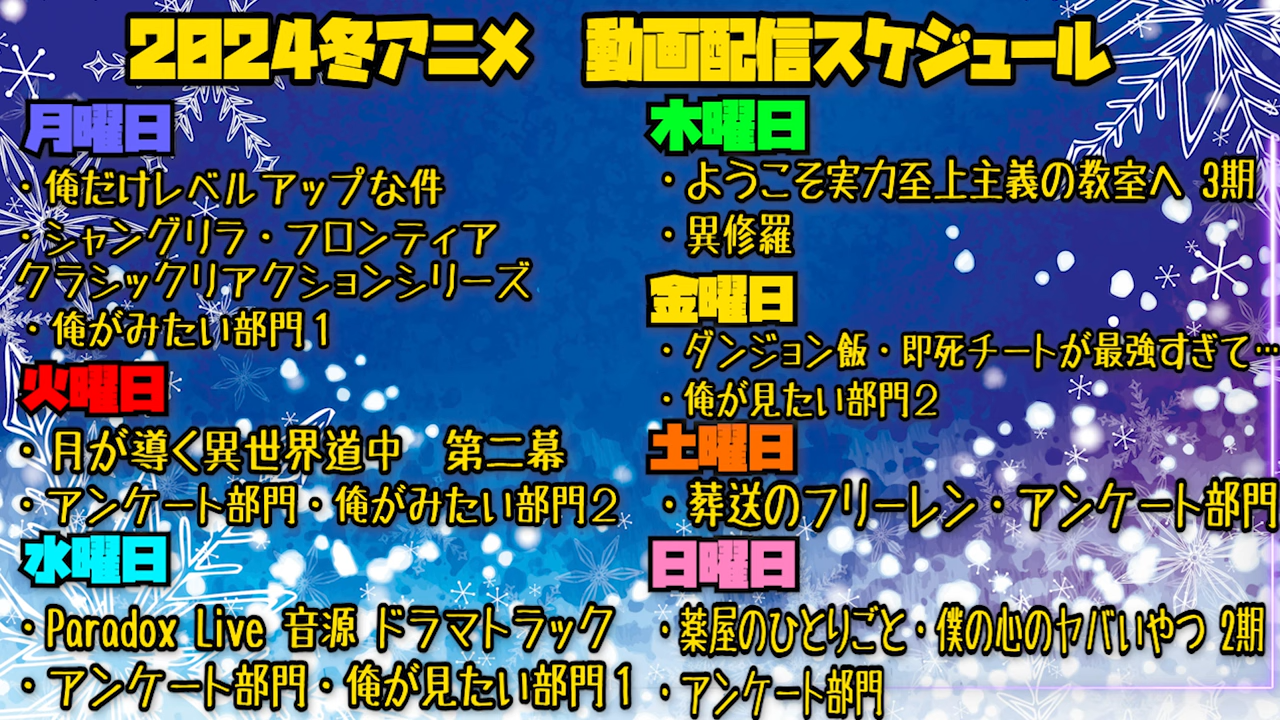 2024冬アニメ　動画配信スケジュール
月曜日
・俺だけレベルアップな件
・シャングリラ・フロンティア
クラシックリアクションシリーズ
・俺がみたい部門１
火曜日
・月が導く異世界道中　第二幕
・アンケート部門・俺がみたい部門２
水曜日
・Paradox Live 音源 ドラマトラック
・アンケート部門・俺が見たい部門１
木曜日
・ようこそ実力至上主義の教室へ 3期
・異修羅
金曜日
・ダンジョン飯・即死チートが最強すぎて…
・俺が見たい部門２
土曜日
・葬送のフリーレン・アンケート部門
日曜日
・薬屋のひとりごと・僕の心のヤバいやつ 2期
・アンケート部門